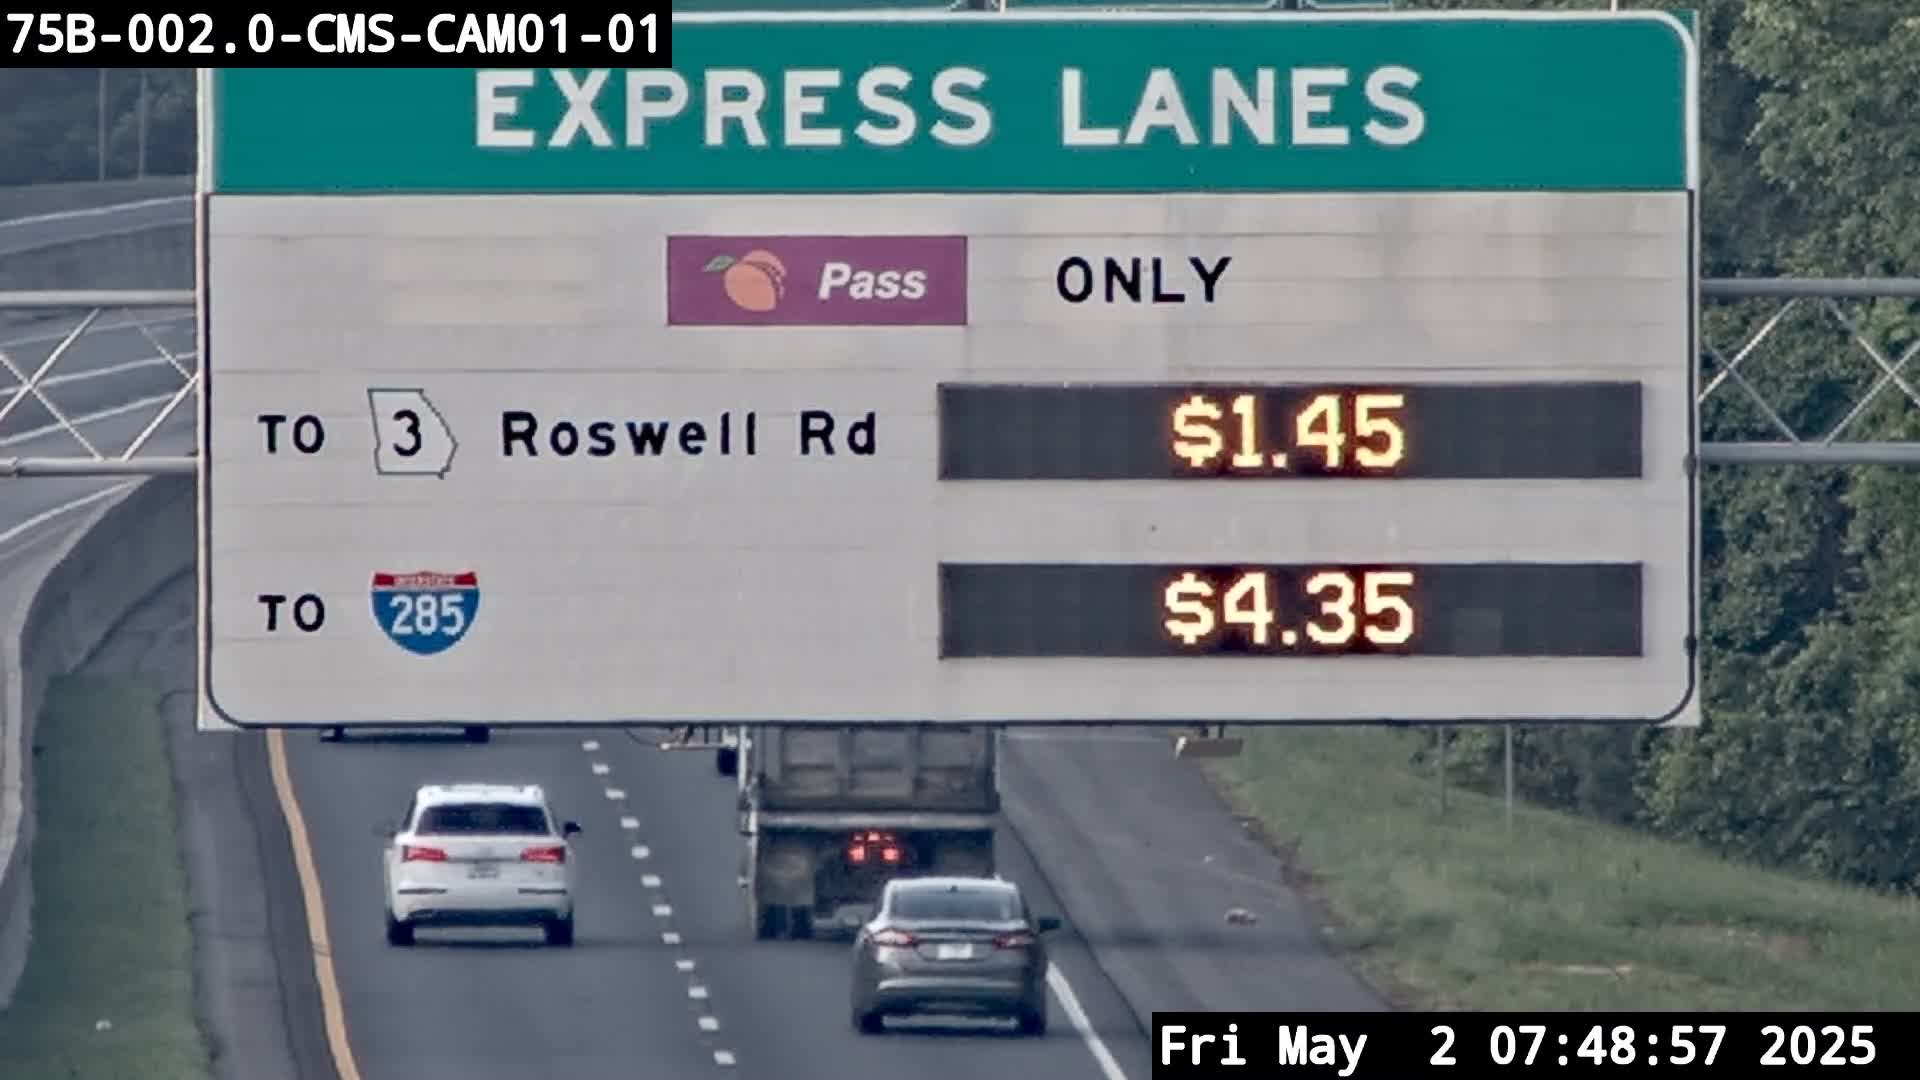 75B-002.0-CMS-CAM01-01
EXPRESS LANES
Pass ONLY
TO 3 Roswell Rd $1.45
TO INTERSTATE 285 $4.35
Fri May 2 07:48:57 2025